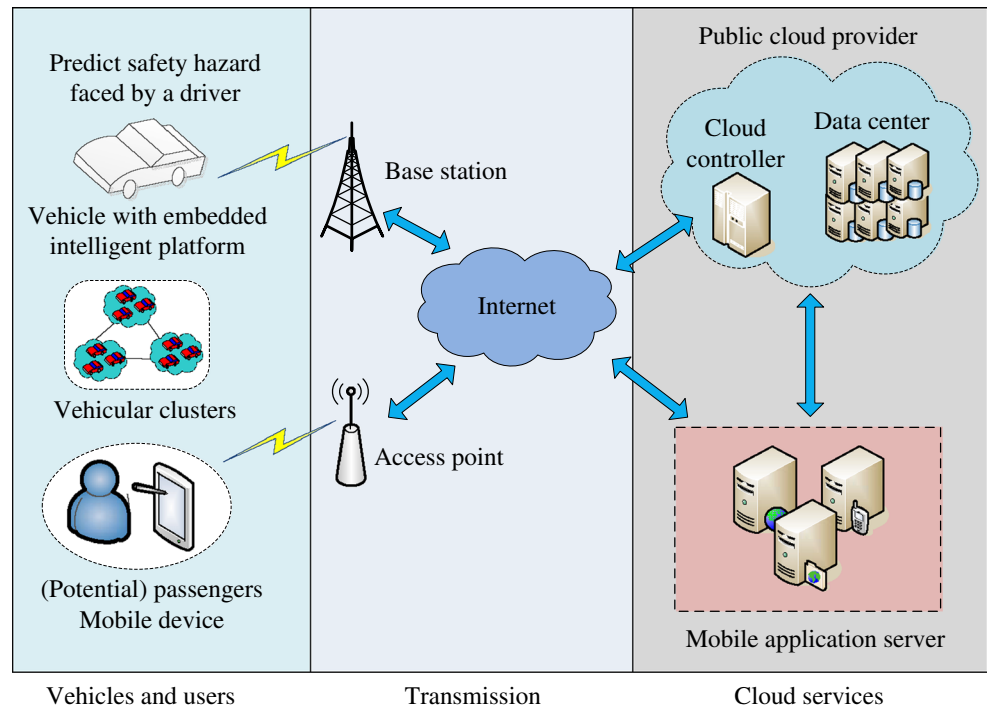 Predict safety hazard
faced by a driver
Vehicle with embedded
intelligent platform
Vehicular clusters
(Potential) passengers
Mobile device
Base station
Internet
Access point
Public cloud provider
Cloud
controller
Data center
Mobile application server
Vehicles and users
Transmission
Cloud services